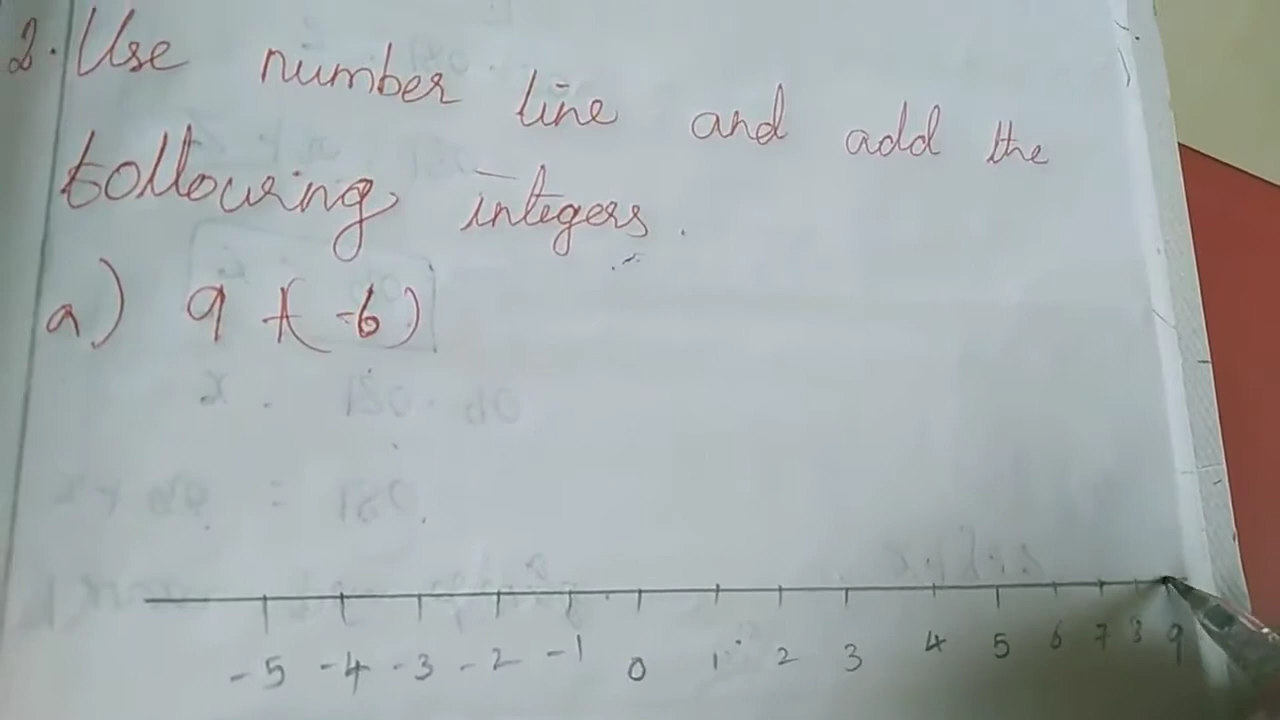 2. Use number line and add the
following integers.
a) 9 + (-6)
-5 -4 -3 -2 -1 0 1 2 3 4 5 6 7 8 9